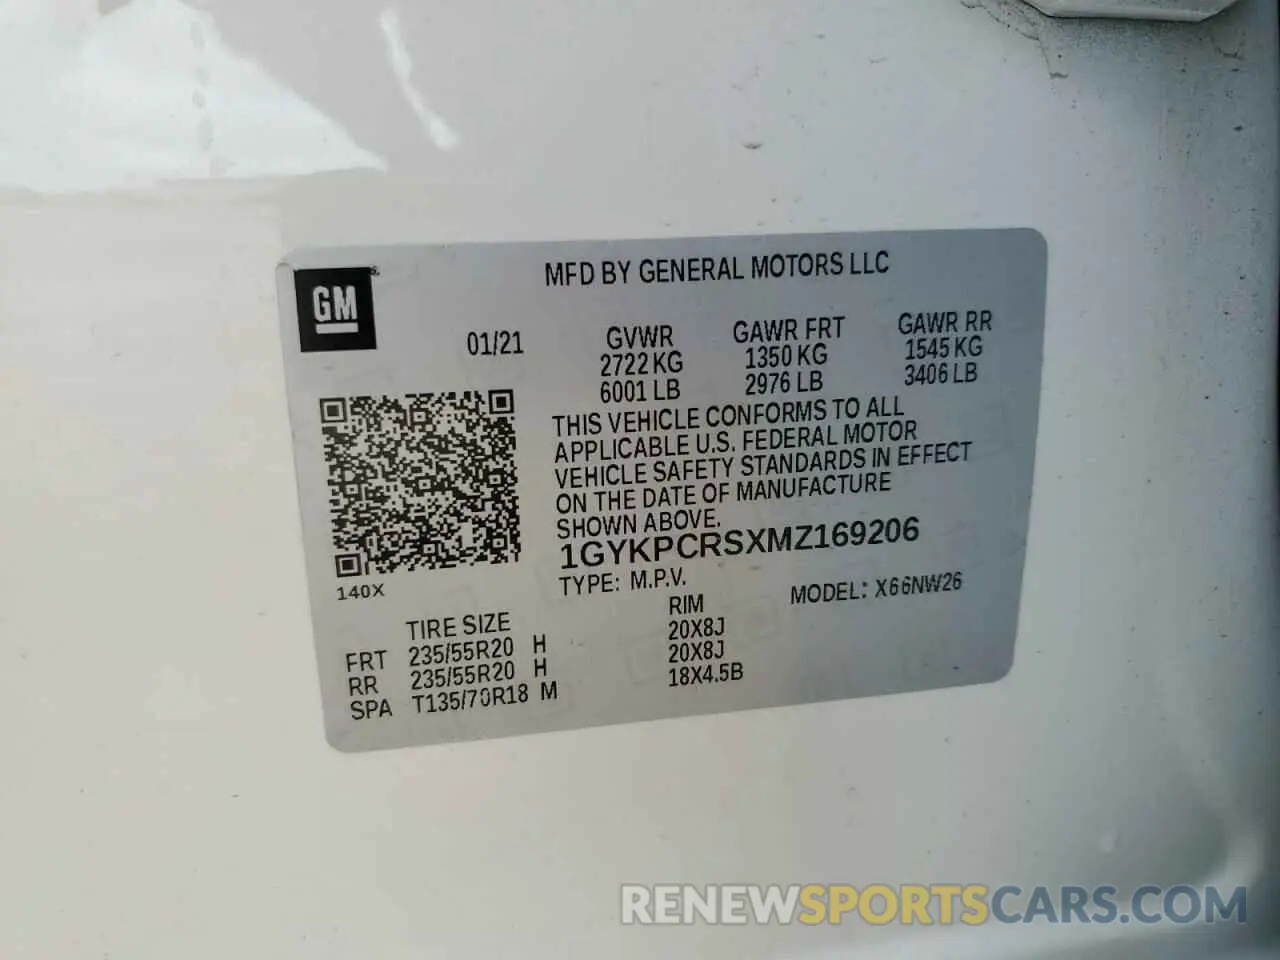 MFD BY GENERAL MOTORS LLC
GM
01/21
GVWR GAWR FRT GAWR RR
2722 KG 1350 KG 1545 KG
6001 LB 2976 LB 3406 LB
THIS VEHICLE CONFORMS TO ALL
APPLICABLE U.S. FEDERAL MOTOR
VEHICLE SAFETY STANDARDS IN EFFECT
ON THE DATE OF MANUFACTURE
SHOWN ABOVE.
1GYKPCRSXMZ169206
140X
TYPE: M.P.V. MODEL: X66NW26
TIRE SIZE RIM
FRT 235/55R20 H 20X8J
RR 235/55R20 H 20X8J
SPA T135/70R18 M 18X4.5B
RENEWSPORTSCARS.COM